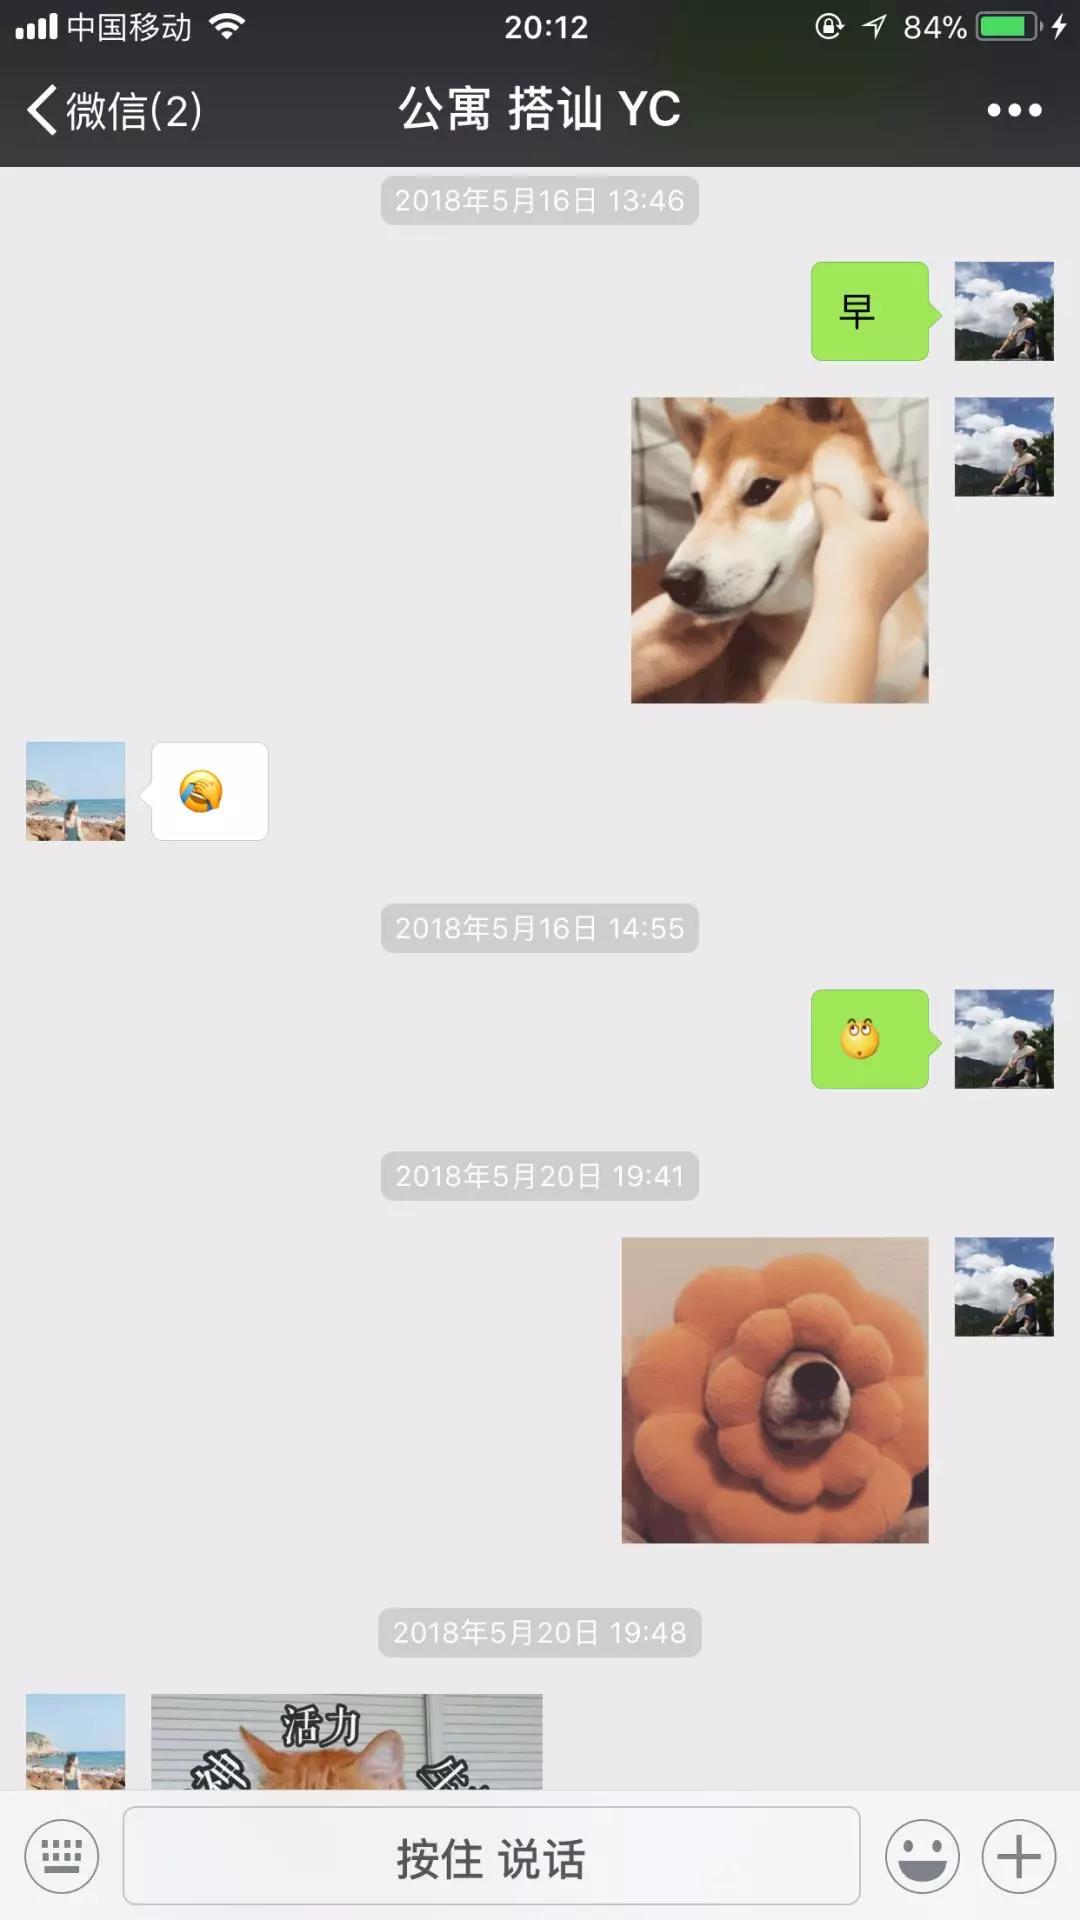 中国移动 20:12 84%
微信(2) 公寓 搭讪 YC
2018年5月16日 13:46
早
2018年5月16日 14:55
2018年5月20日 19:41
2018年5月20日 19:48
活力
神
按住 说话